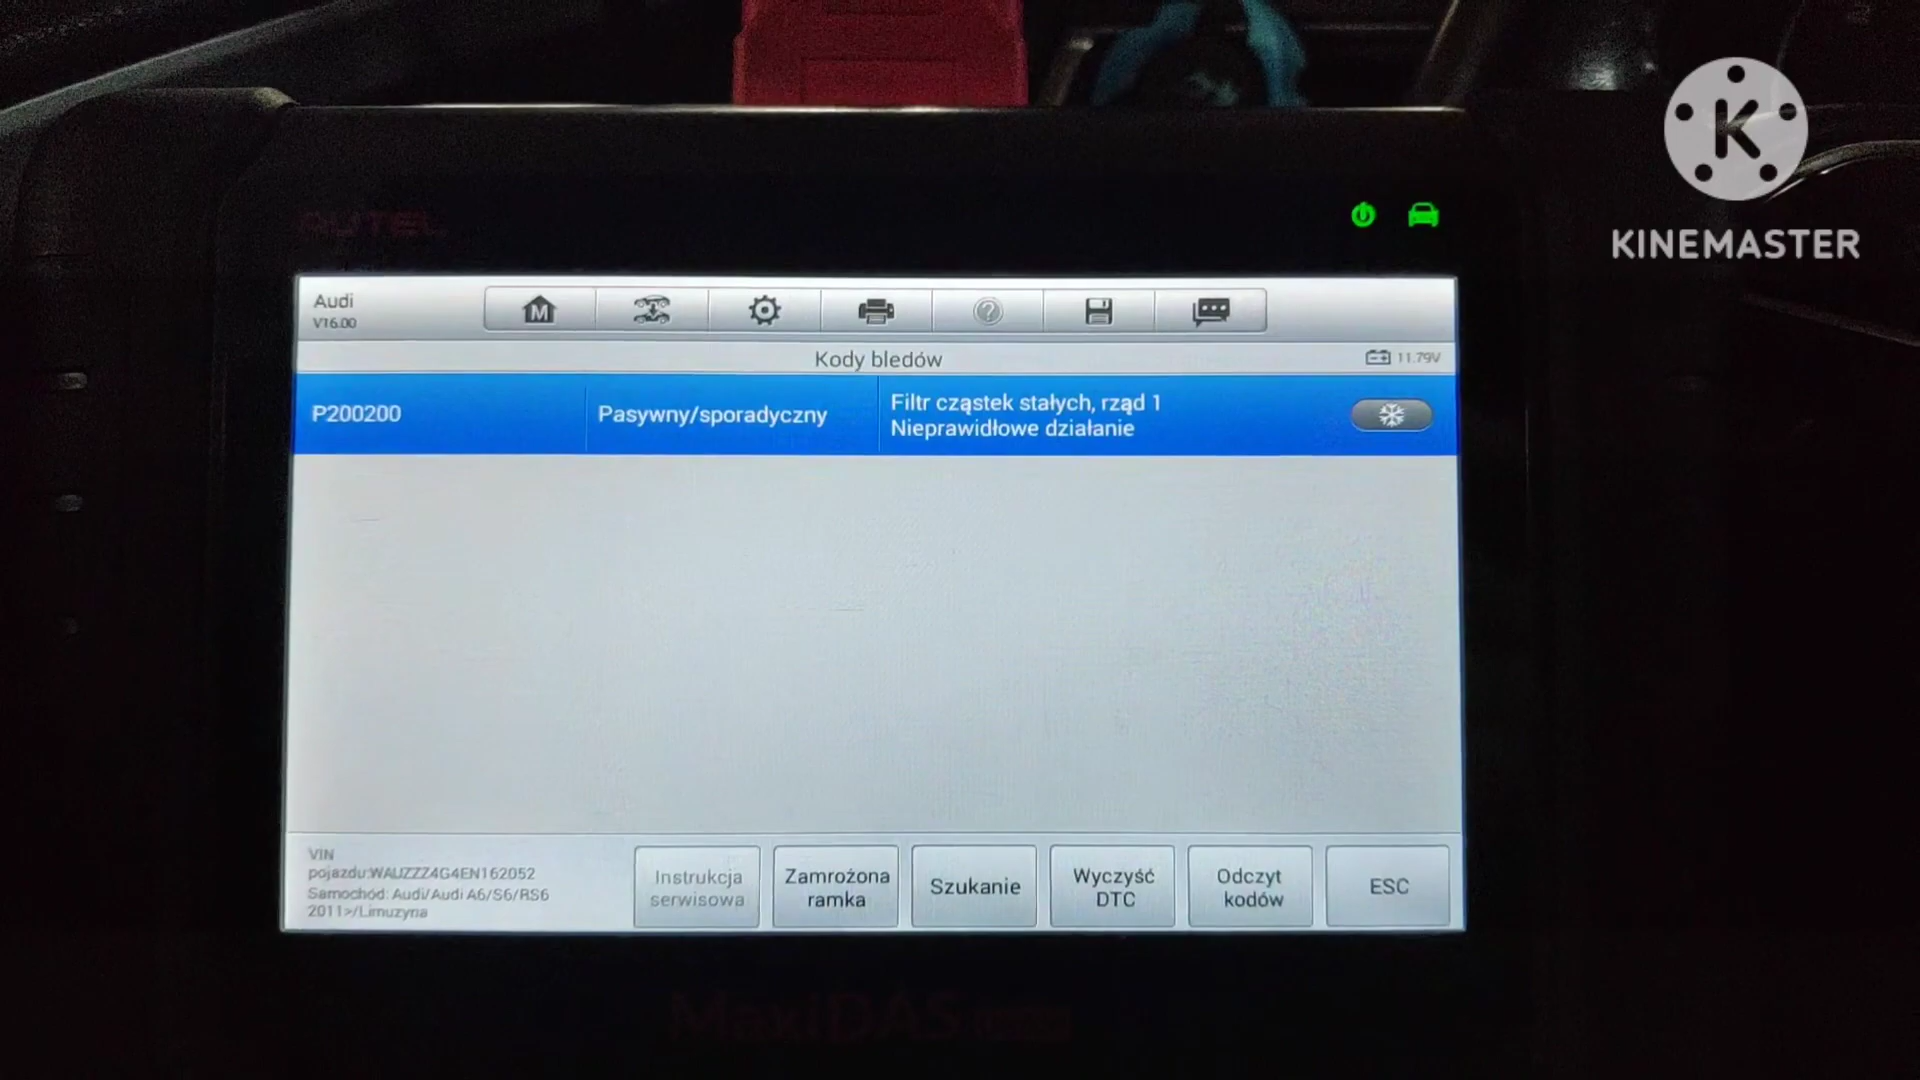 K
KINEMASTER
AUTEL
Audi
V16.00
M
?
Kody bledów
11.79V
P200200
Pasywny/sporadyczny
Filtr cząstek stałych, rząd 1
Nieprawidłowe działanie
VIN
pojazdu:WAUZZZ4G4EN162052
Samochód: Audi/Audi A6/S6/RS6
2011>/Limuzyna
Instrukcja
serwisowa
Zamrożona
ramka
Szukanie
Wyczyść
DTC
Odczyt
kodów
ESC
MaxiDAS